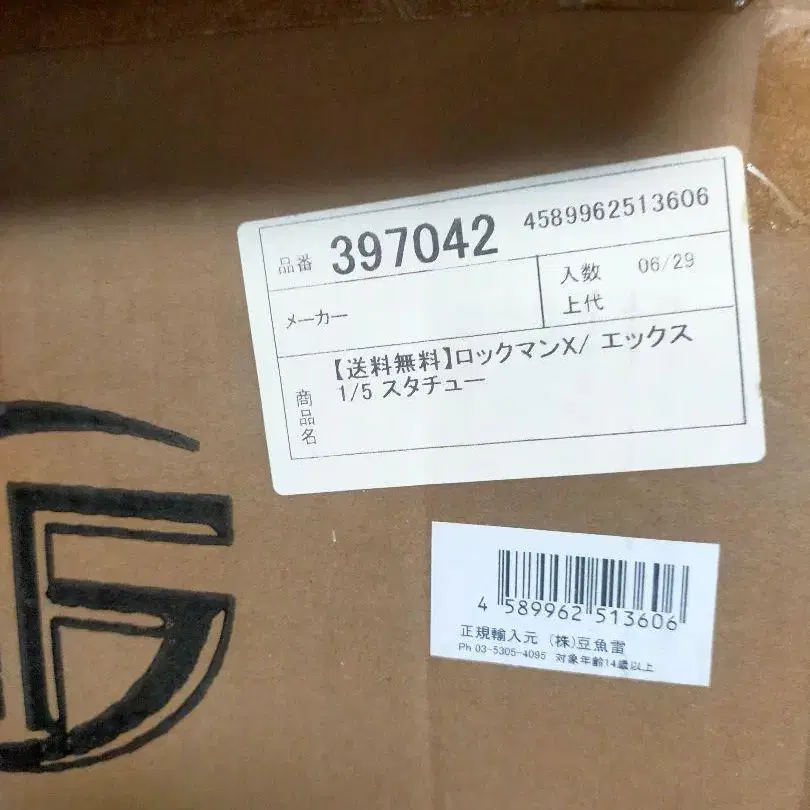 品番 397042 4589962513606
メーカー
入数 06/29
上代
商品名
【送料無料】ロックマンX/ エックス
1/5 スタチュー
4 589962 513606
正規輸入元 (株)豆魚雷
Ph 03-5305-4095 対象年齢14歳以上